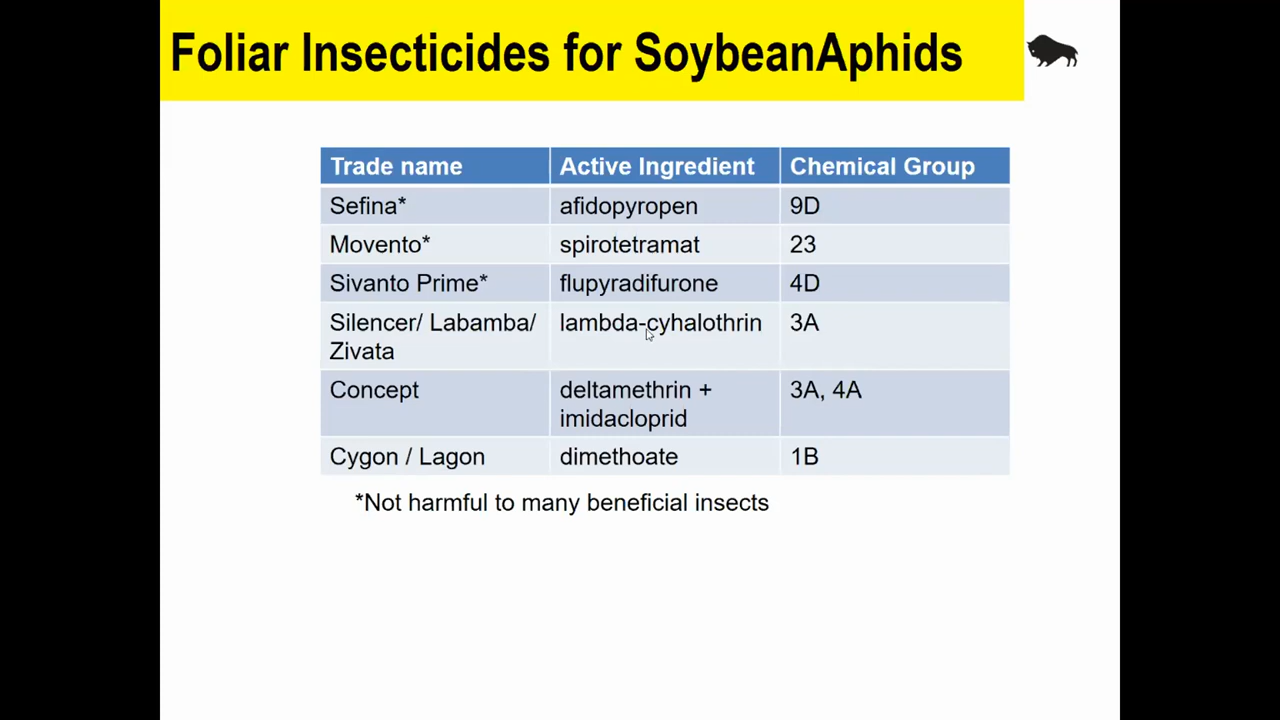 Foliar Insecticides for SoybeanAphids
Trade name Active Ingredient Chemical Group
Sefina* afidopyropen 9D
Movento* spirotetramat 23
Sivanto Prime* flupyradifurone 4D
Silencer/ Labamba/ lambda-cyhalothrin 3A
Zivata
Concept deltamethrin + 3A, 4A
imidacloprid
Cygon / Lagon dimethoate 1B
*Not harmful to many beneficial insects